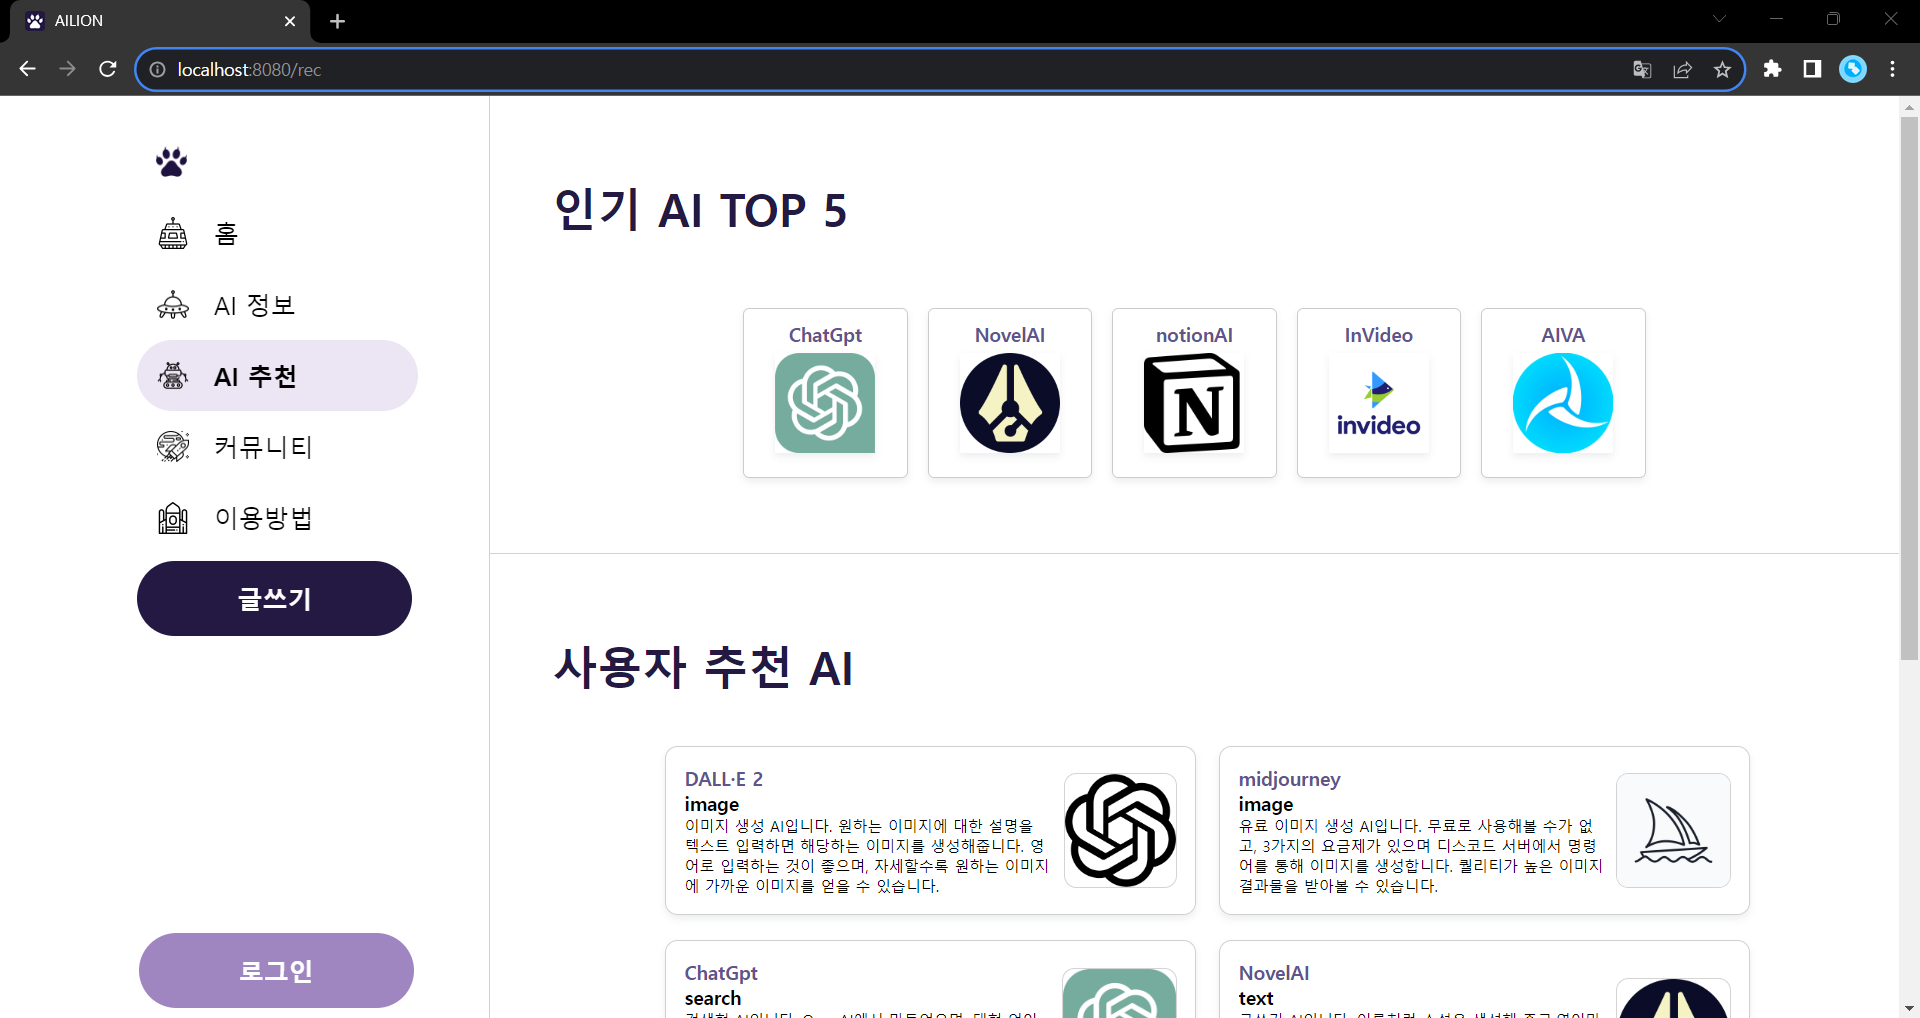 AILION
localhost:8080/rec
홈
AI 정보
AI 추천
커뮤니티
이용방법
글쓰기
로그인
인기 AI TOP 5
ChatGpt
NovelAI
notionAI
N
InVideo
invideo
AIVA
사용자 추천 AI
DALL·E 2
image
이미지 생성 AI입니다. 원하는 이미지에 대한 설명을
텍스트 입력하면 해당하는 이미지를 생성해줍니다. 영
어로 입력하는 것이 좋으며, 자세할수록 원하는 이미지
에 가까운 이미지를 얻을 수 있습니다.
midjourney
image
유료 이미지 생성 AI입니다. 무료로 사용해볼 수가 없
고, 3가지의 요금제가 있으며 디스코드 서버에서 명령
어를 통해 이미지를 생성합니다. 퀄리티가 높은 이미지
결과물을 받아볼 수 있습니다.
ChatGpt
search
NovelAI
text